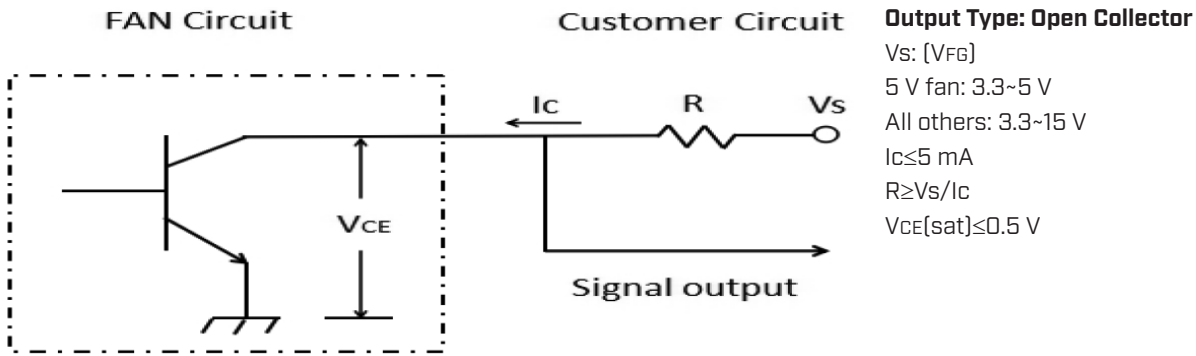 FAN Circuit
Customer Circuit
Ic
R
Vs
VCE
Signal output
Output Type: Open Collector
Vs: (VFG)
5 V fan: 3.3~5 V
All others: 3.3~15 V
Ic≤5 mA
R≥Vs/Ic
VCE(sat)≤0.5 V